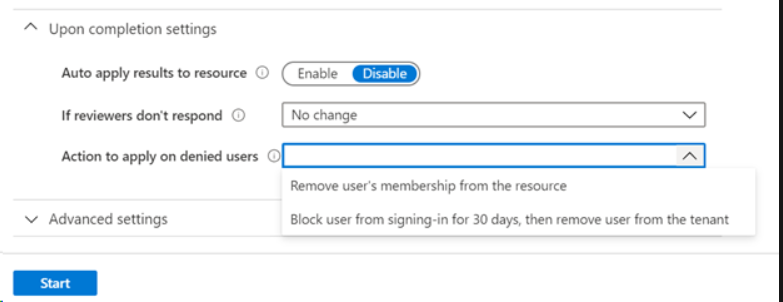 Upon completion settings
Auto apply results to resource Enable Disable
If reviewers don't respond No change
Action to apply on denied users
Remove user's membership from the resource
Block user from signing-in for 30 days, then remove user from the tenant
Advanced settings
Start